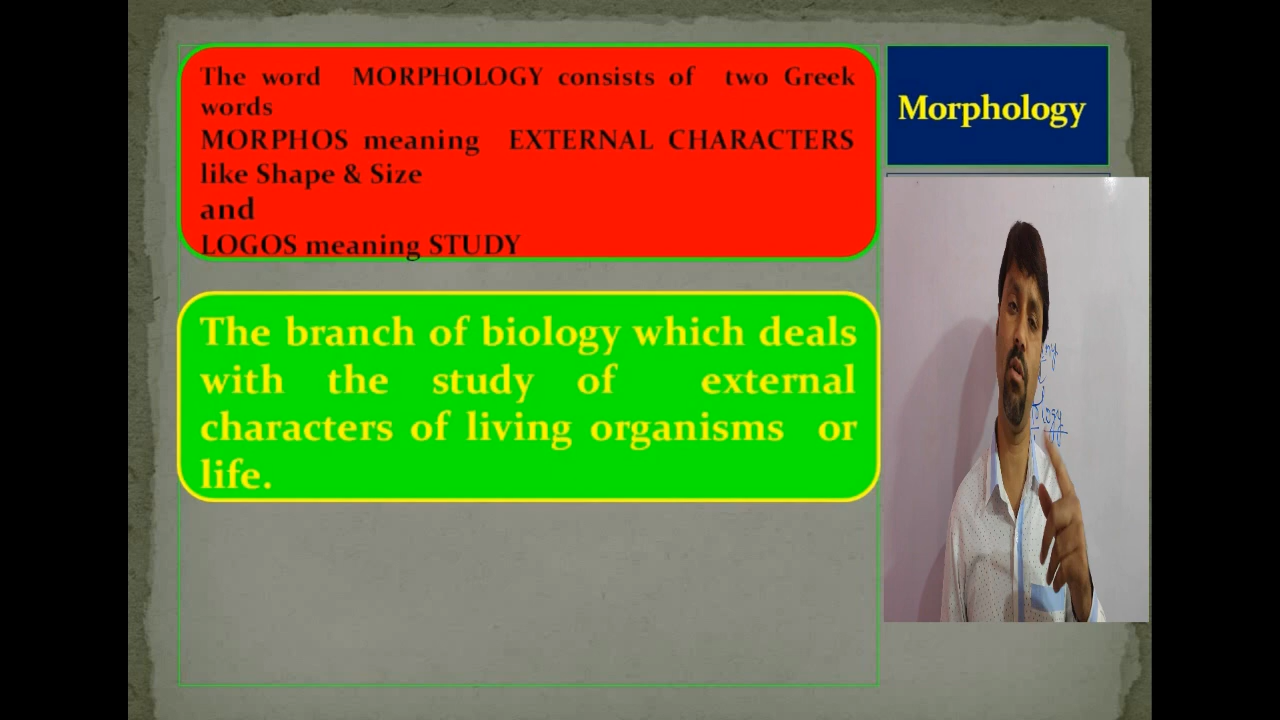 The word MORPHOLOGY consists of two Greek
words
MORPHOS meaning EXTERNAL CHARACTERS
like Shape & Size
and
LOGOS meaning STUDY
Morphology
The branch of biology which deals
with the study of external
characters of living organisms or
life.
logy